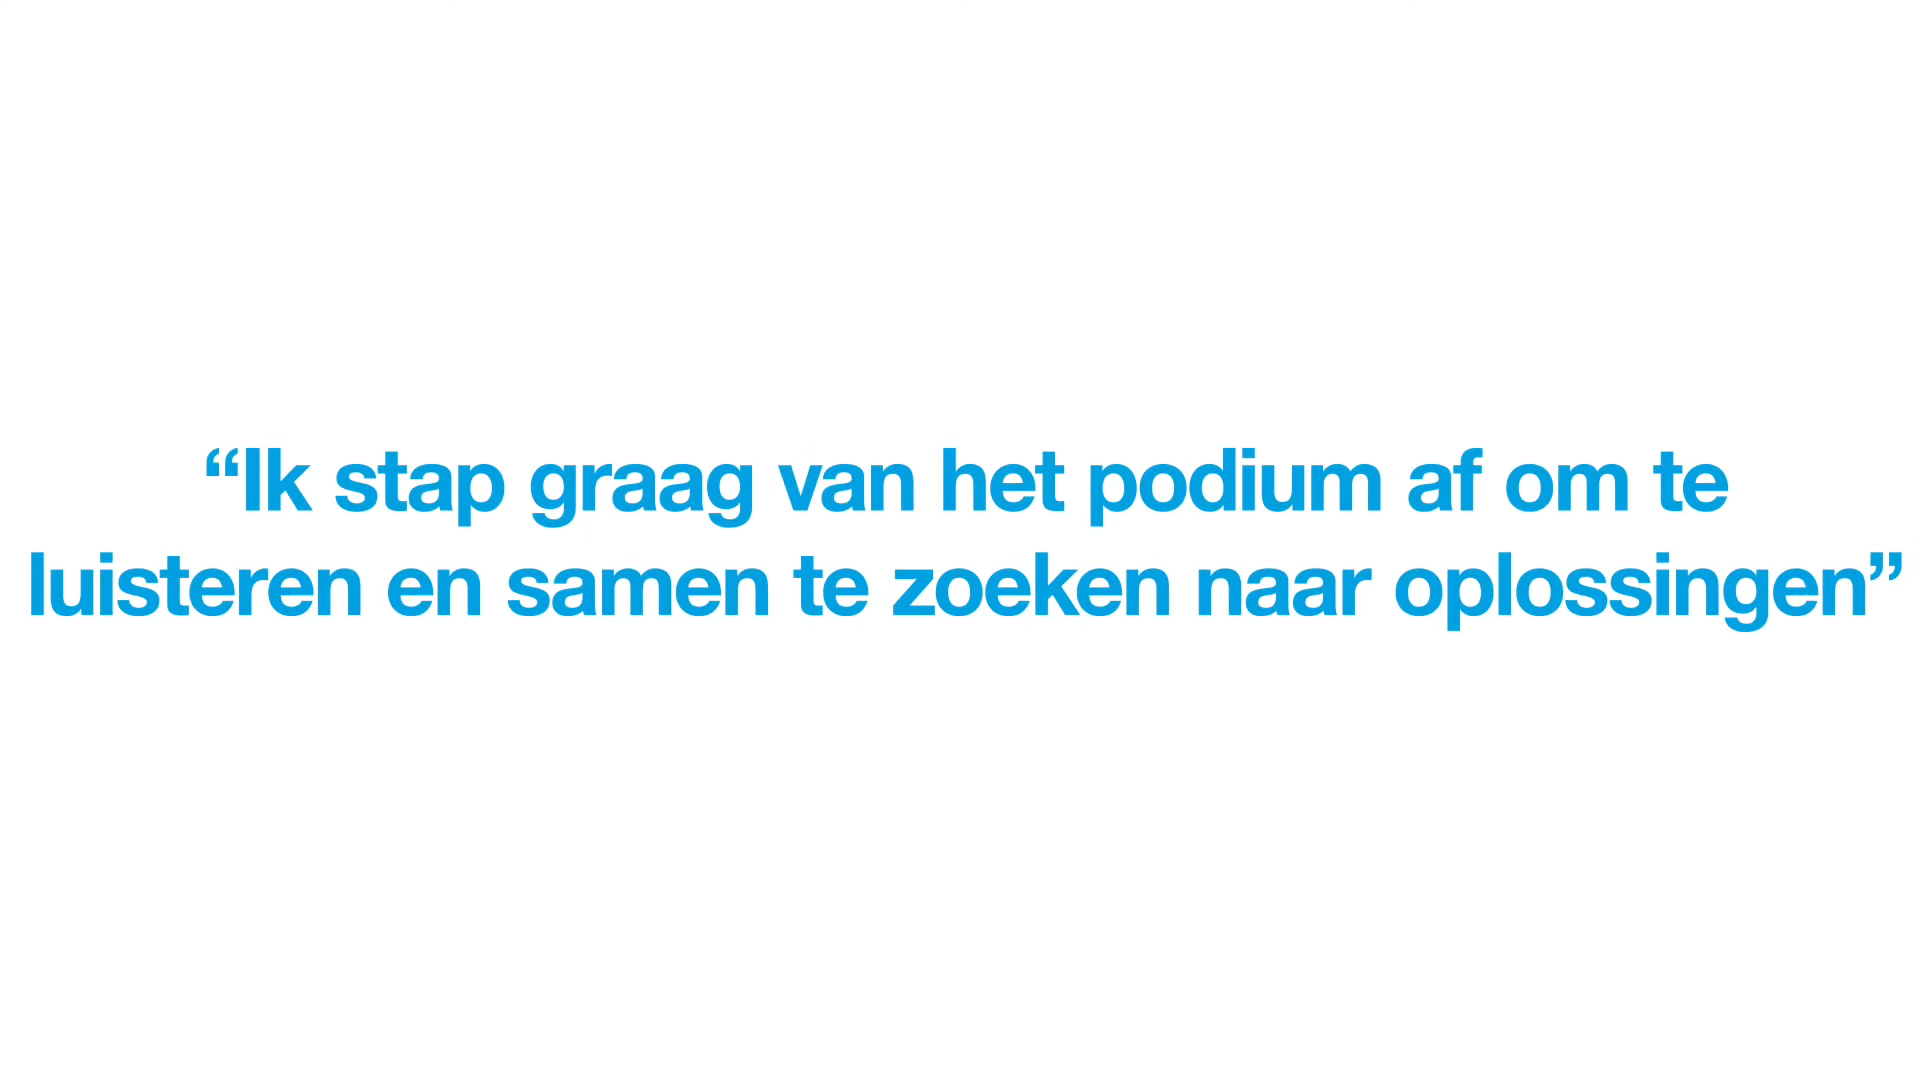 “Ik stap graag van het podium af om te
luisteren en samen te zoeken naar oplossingen”